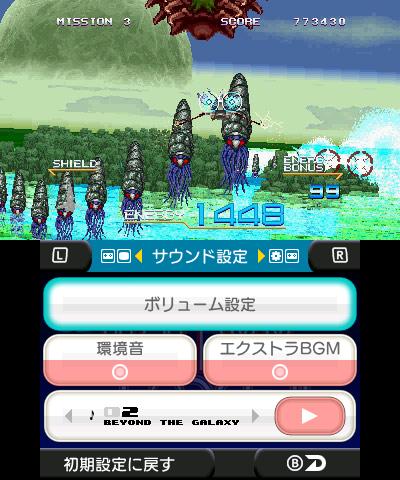 MISSION 3 SCORE 773430
SHIELD
ENERGY 1448
BONUS
99
L サウンド設定 R
ボリューム設定
環境音 エクストラBGM
♪ 02
BEYOND THE GALAXY
初期設定に戻す B